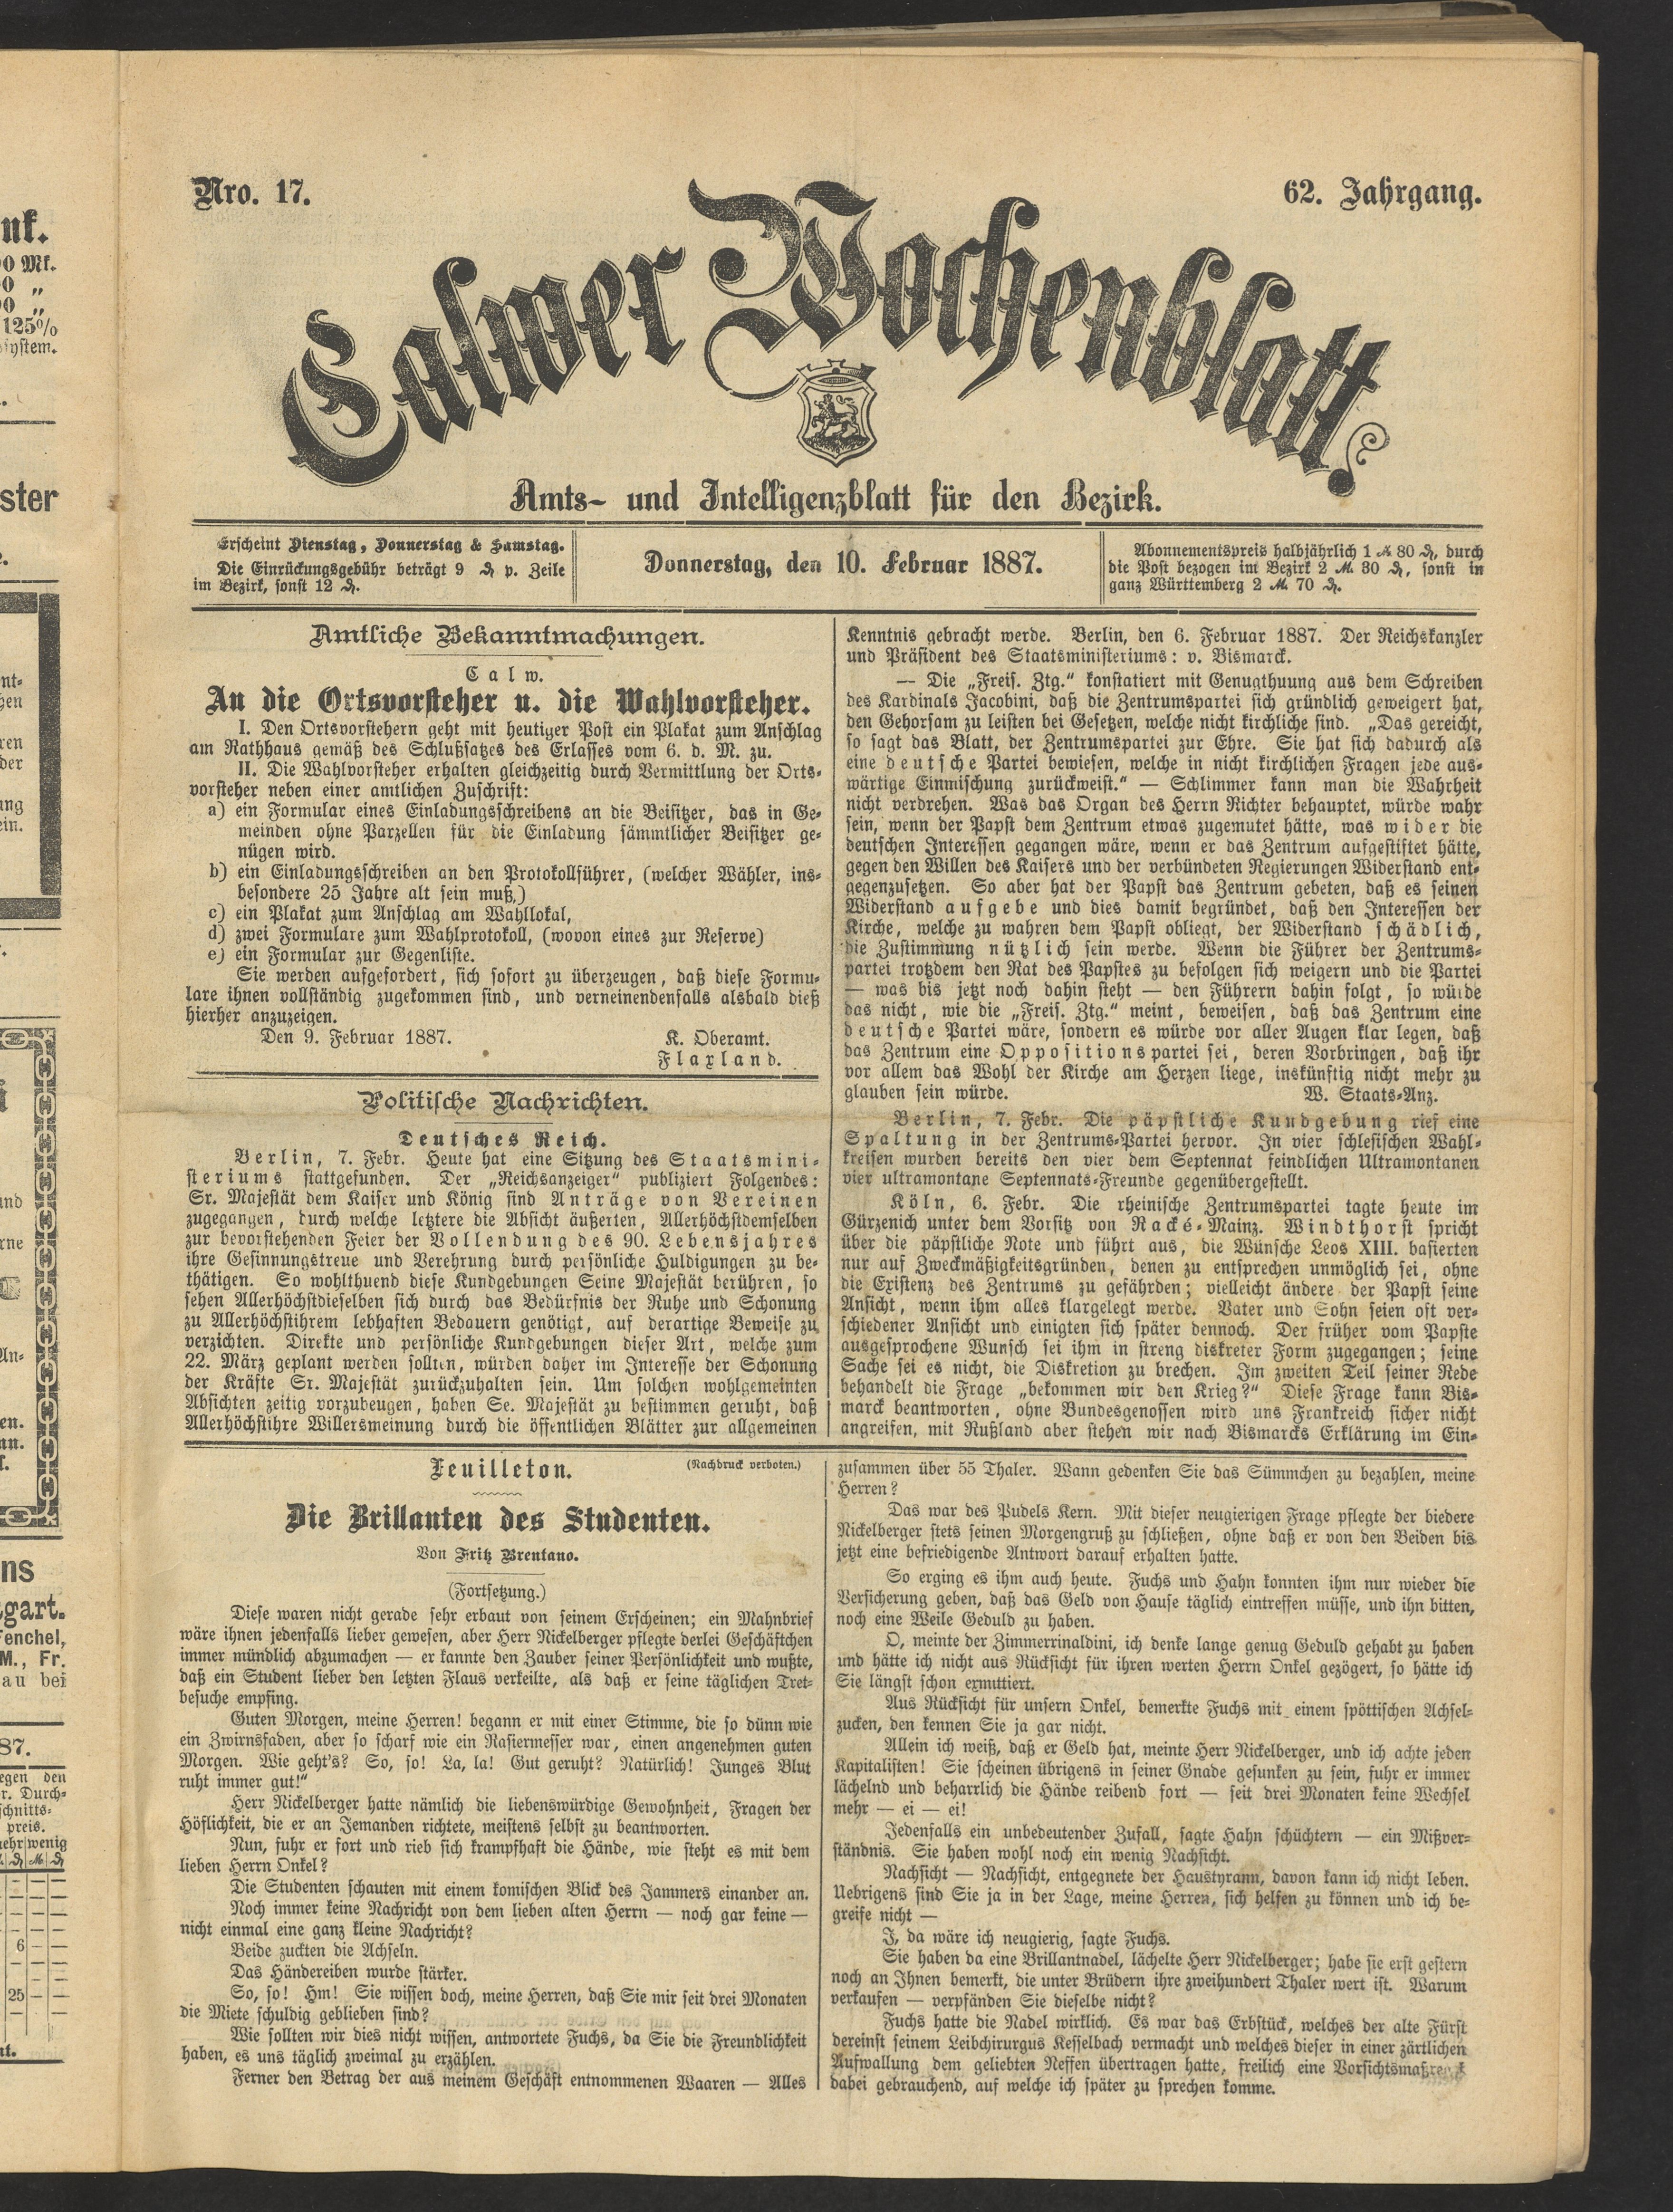 Nro. 17.
62. Jahrgang.
Calwer Wochenblatt
Amts- und Intelligenzblatt für den Bezirk.
Erscheint Dienstag, Donnerstag & Samstag.
Die Einrückungsgebühr beträgt 9 ₰ p. Zeile
im Bezirk, sonst 12 ₰.
Donnerstag, den 10. Februar 1887.
Abonnementspreis halbjährlich 1 ℳ 80 ₰, durch
die Post bezogen im Bezirk 2 ℳ 30 ₰, sonst in
ganz Württemberg 2 ℳ 70 ₰.
Amtliche Bekanntmachungen.
Calw.
An die Ortsvorsteher u. die Wahlvorsteher.
I. Den Ortsvorstehern geht mit heutiger Post ein Plakat zum Anschlag
am Rathhaus gemäß des Schlußsatzes des Erlasses vom 6. d. M. zu.
II. Die Wahlvorsteher erhalten gleichzeitig durch Vermittlung der Orts-
vorsteher neben einer amtlichen Zuschrift:
a) ein Formular eines Einladungsschreibens an die Beisitzer, das in Ge-
meinden ohne Parzellen für die Einladung sämmtlicher Beisitzer ge-
nügen wird.
b) ein Einladungsschreiben an den Protokollführer, (welcher Wähler, ins-
besondere 25 Jahre alt sein muß,)
c) ein Plakat zum Anschlag am Wahllokal,
d) zwei Formulare zum Wahlprotokoll, (wovon eines zur Reserve)
e) ein Formular zur Gegenliste.
Sie werden aufgefordert, sich sofort zu überzeugen, daß diese Formu-
lare ihnen vollständig zugekommen sind, und verneinendenfalls alsbald dieß
hierher anzuzeigen.
Den 9. Februar 1887.
K. Oberamt.
Flaxland.
Politische Nachrichten.
Deutsches Reich.
Berlin, 7. Febr. Heute hat eine Sitzung des Staatsmini-
steriums stattgefunden. Der „Reichsanzeiger“ publiziert Folgendes:
Sr. Majestät dem Kaiser und König sind Anträge von Vereinen
zugegangen, durch welche letztere die Absicht äußerten, Allerhöchstdemselben
zur bevorstehenden Feier der Vollendung des 90. Lebensjahres
ihre Gesinnungstreue und Verehrung durch persönliche Huldigungen zu be-
thätigen. So wohlthuend diese Kundgebungen Seine Majestät berühren, so
sehen Allerhöchstdieselben sich durch das Bedürfnis der Ruhe und Schonung
zu Allerhöchstihrem lebhaften Bedauern genötigt, auf derartige Beweise zu
verzichten. Direkte und persönliche Kundgebungen dieser Art, welche zum
22. März geplant werden sollten, würden daher im Interesse der Schonung
der Kräfte Sr. Majestät zurückzuhalten sein. Um solchen wohlgemeinten
Absichten zeitig vorzubeugen, haben Se. Majestät zu bestimmen geruht, daß
Allerhöchstihre Willersmeinung durch die öffentlichen Blätter zur allgemeinen
Kenntnis gebracht werde. Berlin, den 6. Februar 1887. Der Reichskanzler
und Präsident des Staatsministeriums: v. Bismarck.
— Die „Freis. Ztg.“ konstatiert mit Genugthuung aus dem Schreiben
des Kardinals Jacobini, daß die Zentrumspartei sich gründlich geweigert hat,
den Gehorsam zu leisten bei Gesetzen, welche nicht kirchliche sind. „Das gereicht,
so sagt das Blatt, der Zentrumspartei zur Ehre. Sie hat sich dadurch als
eine deutsche Partei bewiesen, welche in nicht kirchlichen Fragen jede aus-
wärtige Einmischung zurückweist.“ — Schlimmer kann man die Wahrheit
nicht verdrehen. Was das Organ des Herrn Richter behauptet, würde wahr
sein, wenn der Papst dem Zentrum etwas zugemutet hätte, was wider die
deutschen Interessen gegangen wäre, wenn er das Zentrum aufgestiftet hätte,
gegen den Willen des Kaisers und der verbündeten Regierungen Widerstand ent-
gegenzusetzen. So aber hat der Papst das Zentrum gebeten, daß es seinen
Widerstand aufgebe und dies damit begründet, daß den Interessen der
Kirche, welche zu wahren dem Papst obliegt, der Widerstand schädlich,
die Zustimmung nützlich sein werde. Wenn die Führer der Zentrums-
partei trotzdem den Rat des Papstes zu befolgen sich weigern und die Partei
— was bis jetzt noch dahin steht — den Führern dahin folgt, so würde
das nicht, wie die „Freis. Ztg.“ meint, beweisen, daß das Zentrum eine
deutsche Partei wäre, sondern es würde vor aller Augen klar legen, daß
das Zentrum eine Oppositionspartei sei, deren Vorbringen, daß ihr
vor allem das Wohl der Kirche am Herzen liege, inskünftig nicht mehr zu
glauben sein würde. W. Staats-Anz.
Berlin, 7. Febr. Die päpstliche Kundgebung rief eine
Spaltung in der Zentrums-Partei hervor. In vier schlesischen Wahl-
kreisen wurden bereits den vier dem Septennat feindlichen Ultramontanen
vier ultramontane Septennats-Freunde gegenübergestellt.
Köln, 6. Febr. Die rheinische Zentrumspartei tagte heute im
Gürzenich unter dem Vorsitz von Racké-Mainz. Windthorst spricht
über die päpstliche Note und führt aus, die Wünsche Leos XIII. basierten
nur auf Zweckmäßigkeitsgründen, denen zu entsprechen unmöglich sei, ohne
die Existenz des Zentrums zu gefährden; vielleicht ändere der Papst seine
Ansicht, wenn ihm alles klargelegt werde. Vater und Sohn seien oft ver-
schiedener Ansicht und einigten sich später dennoch. Der früher vom Papste
ausgesprochene Wunsch sei ihm in streng diskreter Form zugegangen; seine
Sache sei es nicht, die Diskretion zu brechen. Im zweiten Teil seiner Rede
behandelt die Frage „bekommen wir den Krieg?“ Diese Frage kann Bis-
marck beantworten, ohne Bundesgenossen wird uns Frankreich sicher nicht
angreifen, mit Rußland aber stehen wir nach Bismarcks Erklärung im Ein-
Feuilleton.
(Nachdruck verboten.)
Die Brillanten des Studenten.
Von Fritz Brentano.
(Fortsetzung.)
Diese waren nicht gerade sehr erbaut von seinem Erscheinen; ein Mahnbrief
wäre ihnen jedenfalls lieber gewesen, aber Herr Nickelberger pflegte derlei Geschäftchen
immer mündlich abzumachen — er kannte den Zauber seiner Persönlichkeit und wußte,
daß ein Student lieber den letzten Flaus verkeilte, als daß er seine täglichen Tret-
besuche empfing.
Guten Morgen, meine Herren! begann er mit einer Stimme, die so dünn wie
ein Zwirnsfaden, aber so scharf wie ein Rasiermesser war, einen angenehmen guten
Morgen. Wie geht's? So, so! La, la! Gut geruht? Natürlich! Junges Blut
ruht immer gut!“
Herr Nickelberger hatte nämlich die liebenswürdige Gewohnheit, Fragen der
Höflichkeit, die er an Jemanden richtete, meistens selbst zu beantworten.
Nun, fuhr er fort und rieb sich krampfhaft die Hände, wie steht es mit dem
lieben Herrn Onkel?
Die Studenten schauten mit einem komischen Blick des Jammers einander an.
Noch immer keine Nachricht von dem lieben alten Herrn — noch gar keine —
nicht einmal eine ganz kleine Nachricht?
Beide zuckten die Achseln.
Das Händereiben wurde stärker.
So, so! Hm! Sie wissen doch, meine Herren, daß Sie mir seit drei Monaten
die Miete schuldig geblieben sind?
Wie sollten wir dies nicht wissen, antwortete Fuchs, da Sie die Freundlichkeit
haben, es uns täglich zweimal zu erzählen.
Ferner den Betrag der aus meinem Geschäft entnommenen Waaren — Alles
zusammen über 55 Thaler. Wann gedenken Sie das Sümmchen zu bezahlen, meine
Herren?
Das war des Pudels Kern. Mit dieser neugierigen Frage pflegte der biedere
Nickelberger stets seinen Morgengruß zu schließen, ohne daß er von den Beiden bis
jetzt eine befriedigende Antwort darauf erhalten hatte.
So erging es ihm auch heute. Fuchs und Hahn konnten ihm nur wieder die
Versicherung geben, daß das Geld von Hause täglich eintreffen müsse, und ihn bitten,
noch eine Weile Geduld zu haben.
O, meinte der Zimmerrinaldini, ich denke lange genug Geduld gehabt zu haben
und hätte ich nicht aus Rücksicht für ihren werten Herrn Onkel gezögert, so hätte ich
Sie längst schon exmittiert.
Aus Rücksicht für unsern Onkel, bemerkte Fuchs mit einem spöttischen Achsel-
zucken, den kennen Sie ja gar nicht.
Allein ich weiß, daß er Geld hat, meinte Herr Nickelberger, und ich achte jeden
Kapitalisten! Sie scheinen übrigens in seiner Gnade gesunken zu sein, fuhr er immer
lächelnd und beharrlich die Hände reibend fort — seit drei Monaten keine Wechsel
mehr — ei — ei!
Jedenfalls ein unbedeutender Zufall, sagte Hahn schüchtern — ein Mißver-
ständnis. Sie haben wohl noch ein wenig Nachsicht.
Nachsicht — Nachsicht, entgegnete der Haustyrann, davon kann ich nicht leben.
Uebrigens sind Sie ja in der Lage, meine Herren, sich helfen zu können und ich be-
greife nicht —
J, da wäre ich neugierig, sagte Fuchs.
Sie haben da eine Brillantnadel, lächelte Herr Nickelberger; habe sie erst gestern
noch an Ihnen bemerkt, die unter Brüdern ihre zweihundert Thaler wert ist. Warum
verkaufen — verpfänden Sie dieselbe nicht?
Fuchs hatte die Nadel wirklich. Es war das Erbstück, welches der alte Fürst
dereinst seinem Leibchirurgus Kesselbach vermacht und welches dieser in einer zärtlichen
Aufwallung dem geliebten Neffen übertragen hatte, freilich eine
dabei gebrauchend, auf welche ich später zu sprechen komme.